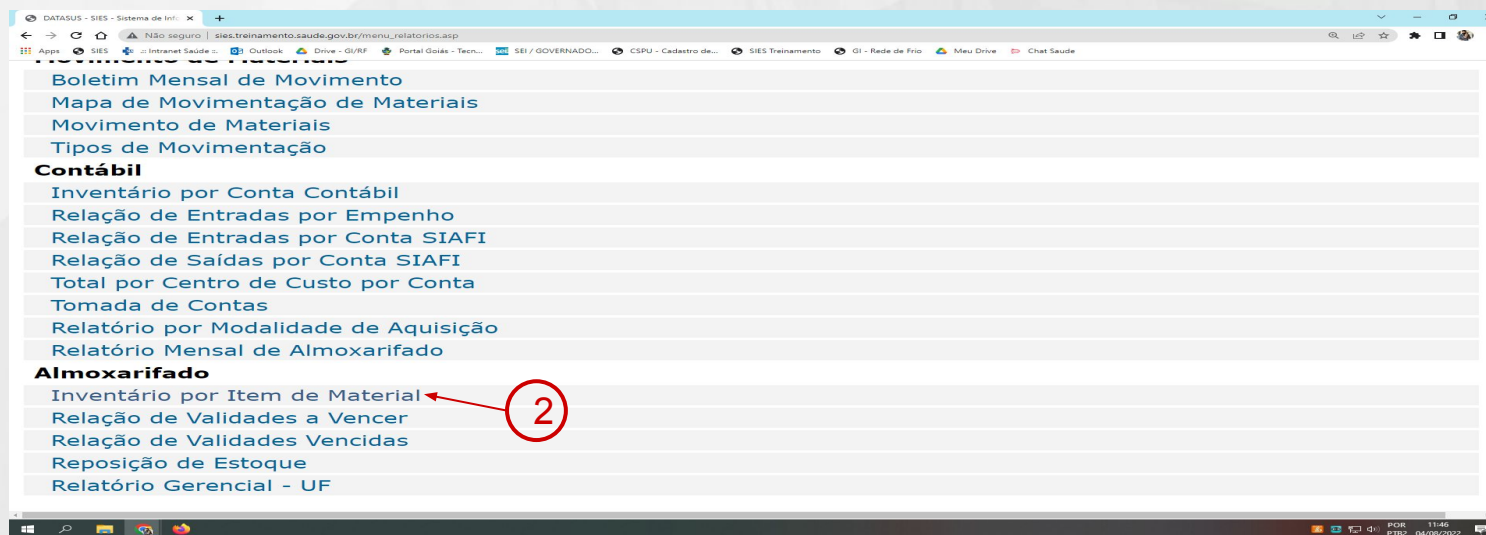 DATASUS - SIES - Sistema de Inf
Não seguro | sies.treinamento.saude.gov.br/menu_relatorios.asp
Apps SIES .:: Intranet Saúde ::. Outlook Drive - GI/RF Portal Goiás - Tecn... SEI / GOVERNADO... CSPU - Cadastro de... SIES Treinamento GI - Rede de Frio Meu Drive Chat Saude
Movimento de Materiais
Boletim Mensal de Movimento
Mapa de Movimentação de Materiais
Movimento de Materiais
Tipos de Movimentação
Contábil
Inventário por Conta Contábil
Relação de Entradas por Empenho
Relação de Entradas por Conta SIAFI
Relação de Saídas por Conta SIAFI
Total por Centro de Custo por Conta
Tomada de Contas
Relatório por Modalidade de Aquisição
Relatório Mensal de Almoxarifado
Almoxarifado
Inventário por Item de Material
2
Relação de Validades a Vencer
Relação de Validades Vencidas
Reposição de Estoque
Relatório Gerencial - UF
POR 11:46
PTB2 04/08/2022